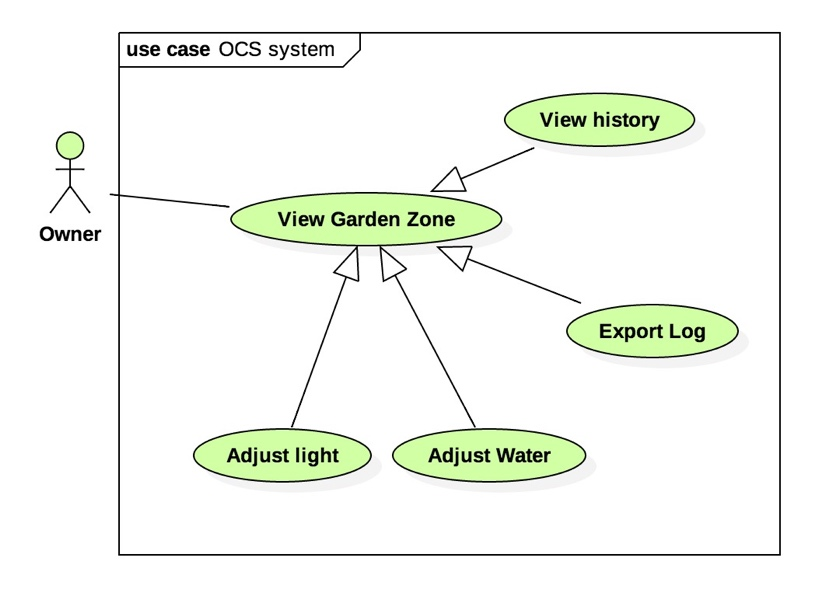 use case OCS system
View history
Owner
View Garden Zone
Export Log
Adjust light
Adjust Water